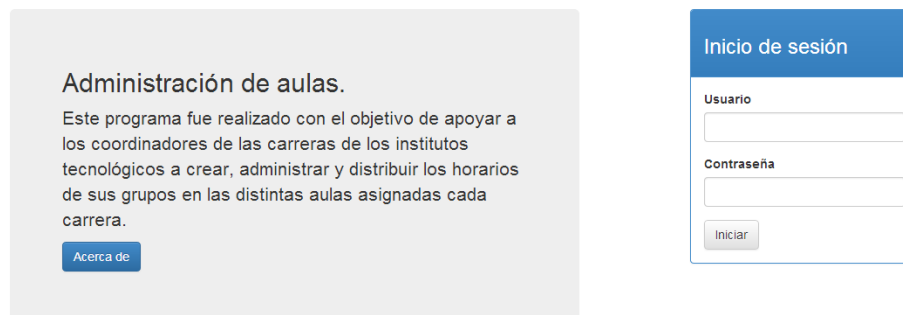 Administración de aulas.
Este programa fue realizado con el objetivo de apoyar a
los coordinadores de las carreras de los institutos
tecnológicos a crear, administrar y distribuir los horarios
de sus grupos en las distintas aulas asignadas cada
carrera.
Acerca de
Inicio de sesión
Usuario
Contraseña
Iniciar